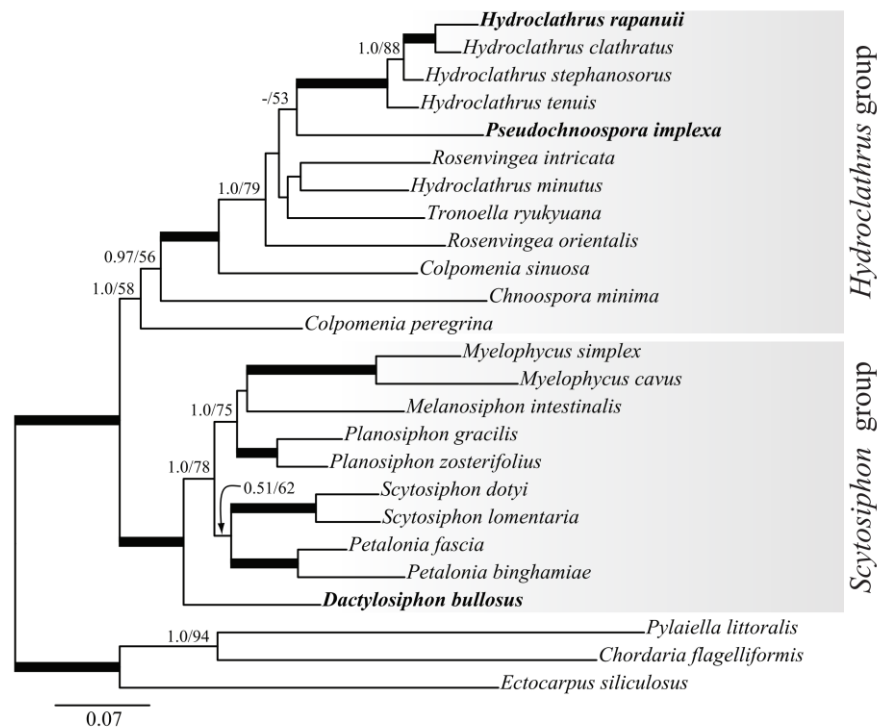 Hydroclathrus rapanuii
1.0/88
Hydroclathrus clathratus
Hydroclathrus stephanosorus
-/53
Hydroclathrus tenuis
Pseudochnoospora implexa
Rosenvingea intricata
1.0/79
Hydroclathrus minutus
Tronoella ryukyuana
Rosenvingea orientalis
0.97/56
Colpomenia sinuosa
1.0/58
Chnoospora minima
Colpomenia peregrina
Hydroclathrus group
Myelophycus simplex
Myelophycus cavus
1.0/75
Melanosiphon intestinalis
Planosiphon gracilis
1.0/78
Planosiphon zosterifolius
0.51/62
Scytosiphon dotyi
Scytosiphon lomentaria
Petalonia fascia
Petalonia binghamiae
Dactylosiphon bullosus
Scytosiphon group
1.0/94
Pylaiella littoralis
Chordaria flagelliformis
Ectocarpus siliculosus
0.07